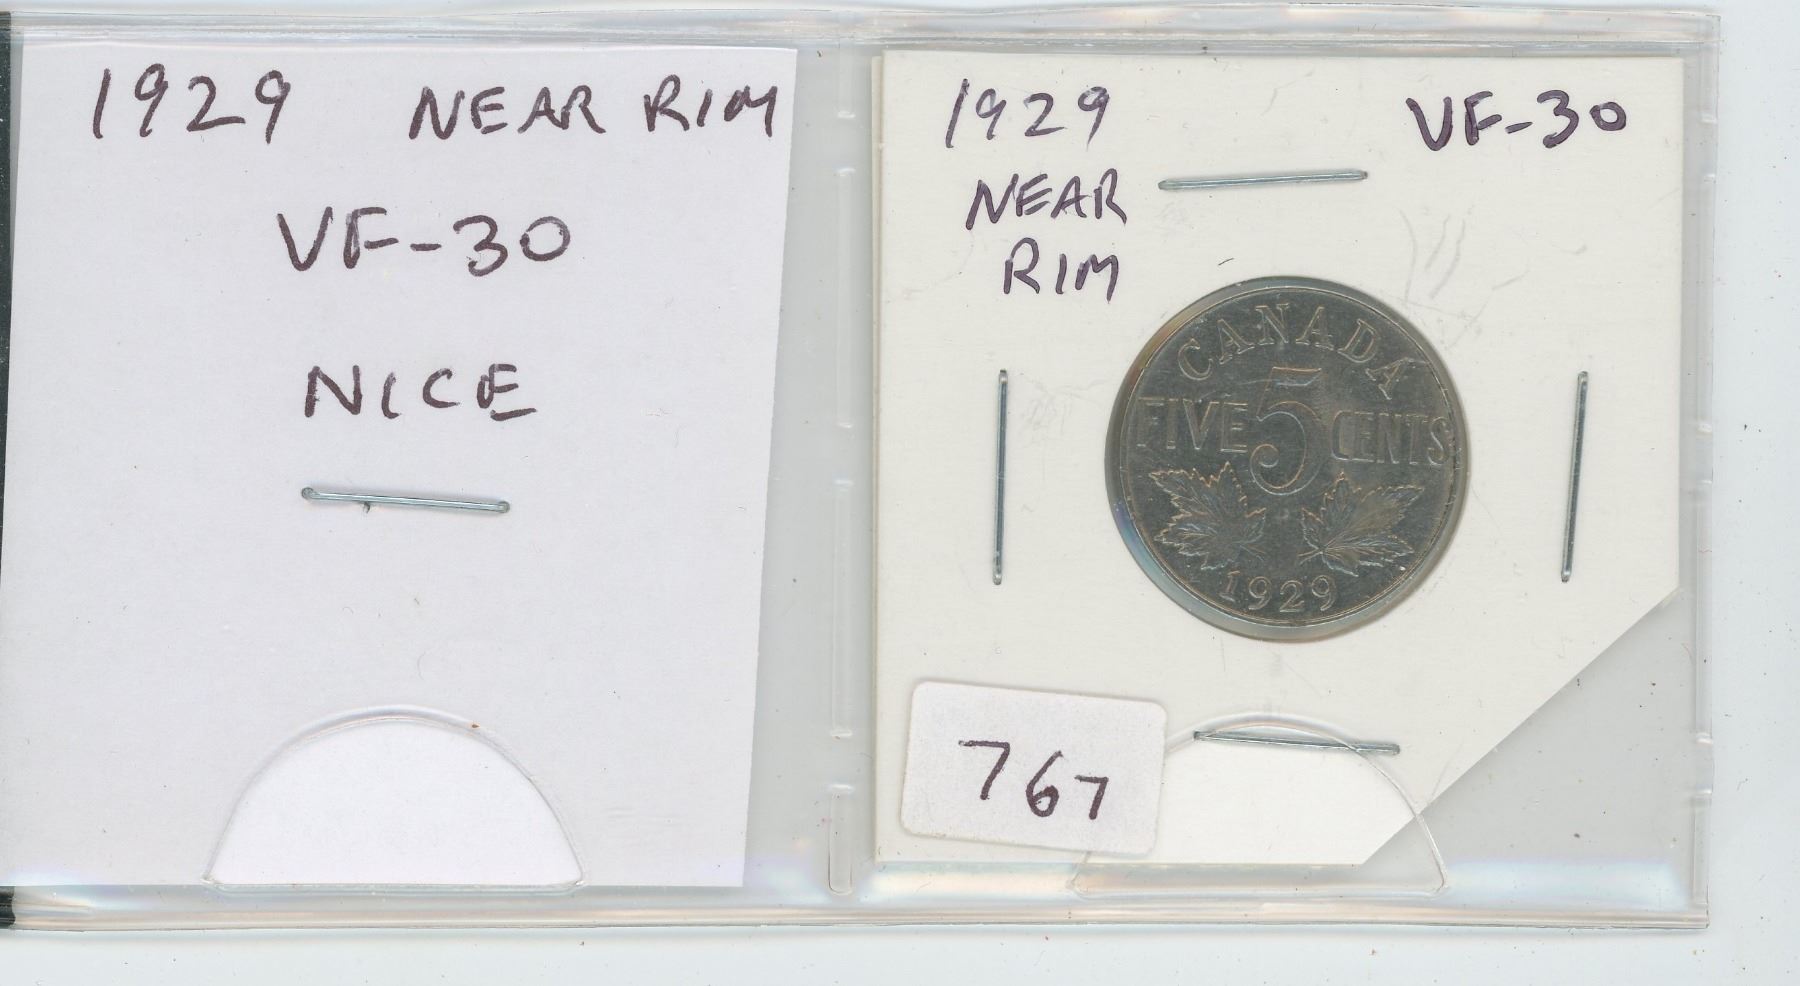 1929 NEAR RIM
VF-30
NICE
1929 VF-30
NEAR
RIM
CANADA
FIVE 5 CENTS
1929
767